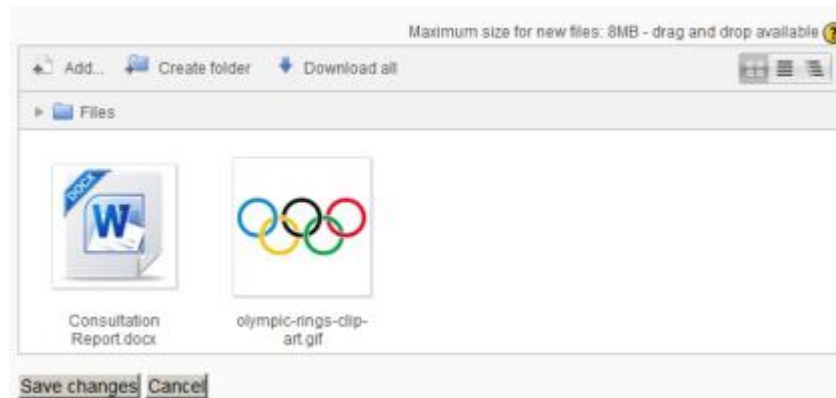 Maximum size for new files: 8MB - drag and drop available ?
Add... Create folder Download all
Files
DOCX
W
Consultation
Report.docx
olympic-rings-clip-
art.gif
Save changes Cancel